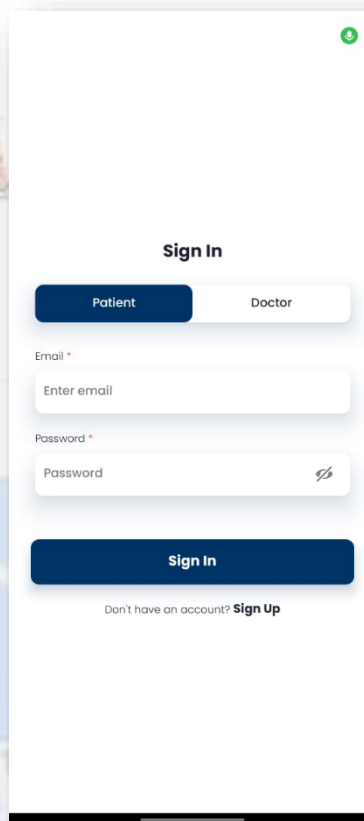 Sign In
Patient Doctor
Email *
Enter email
Password *
Password
Sign In
Don't have an account? Sign Up